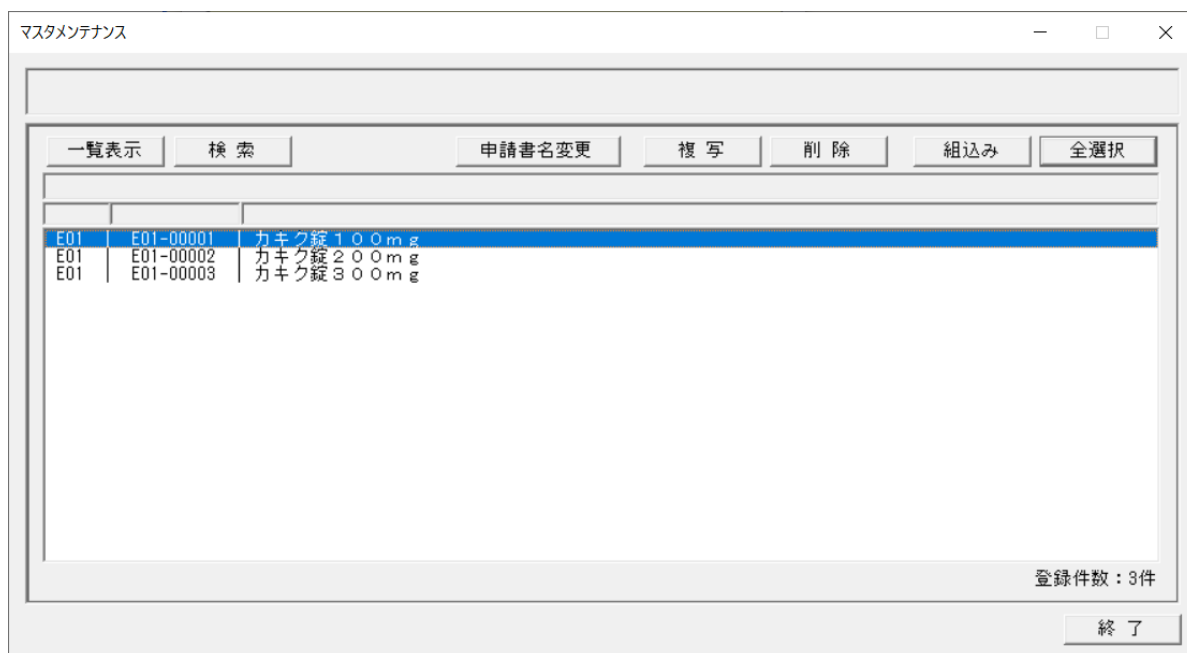 マスタメンテナンス
一覧表示 検 索 申請書名変更 複 写 削 除 組込み 全選択
E01 | E01-00001 | カキク錠１００ｍｇ
E01 | E01-00002 | カキク錠２００ｍｇ
E01 | E01-00003 | カキク錠３００ｍｇ
登録件数：3件
終 了